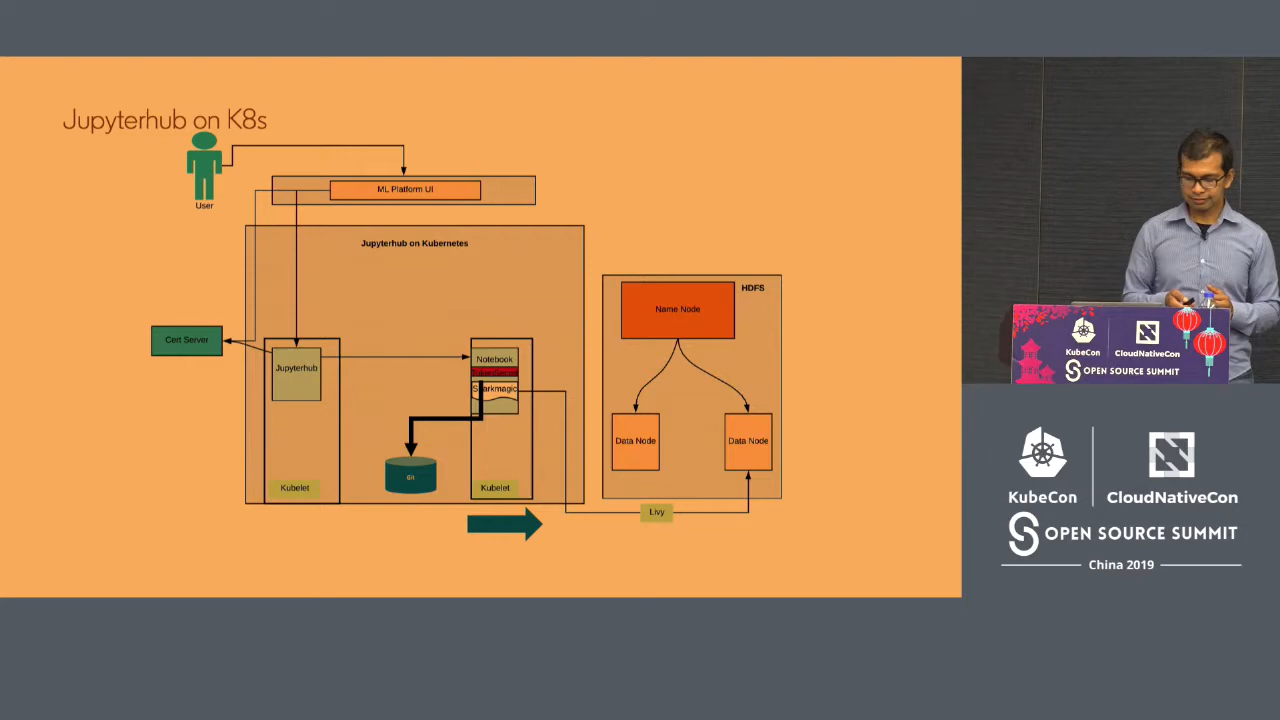 Jupyterhub on K8s
User
ML Platform UI
Jupyterhub on Kubernetes
Cert Server
Jupyterhub
Kubelet
Git
Notebook
Sparkmagic
Kubelet
HDFS
Name Node
Data Node
Data Node
Livy
KubeCon
CloudNativeCon
OPEN SOURCE SUMMIT
KubeCon
CloudNativeCon
OPEN SOURCE SUMMIT
China 2019